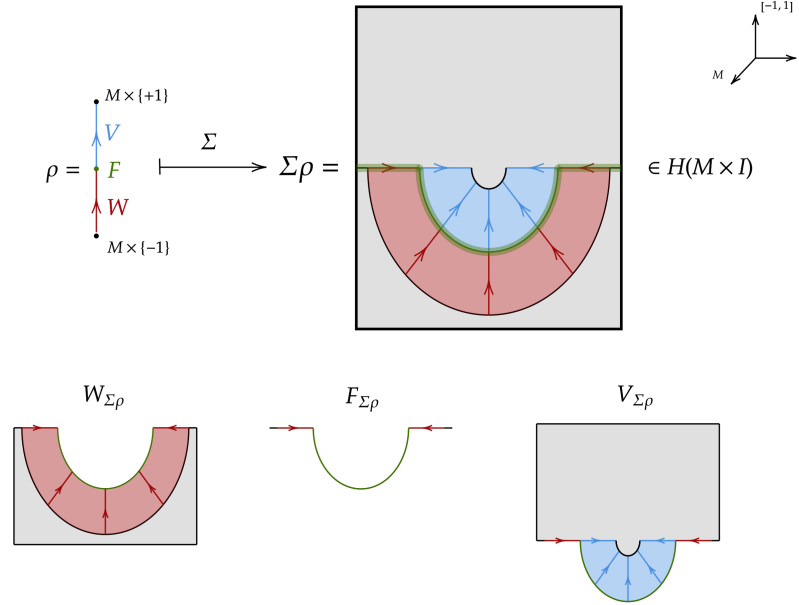 [−1, 1]
M
M × {+1}
V
ρ =
F
W
M × {−1}
Σ
Σρ =
∈ H(M × I)
W_Σρ
F_Σρ
V_Σρ